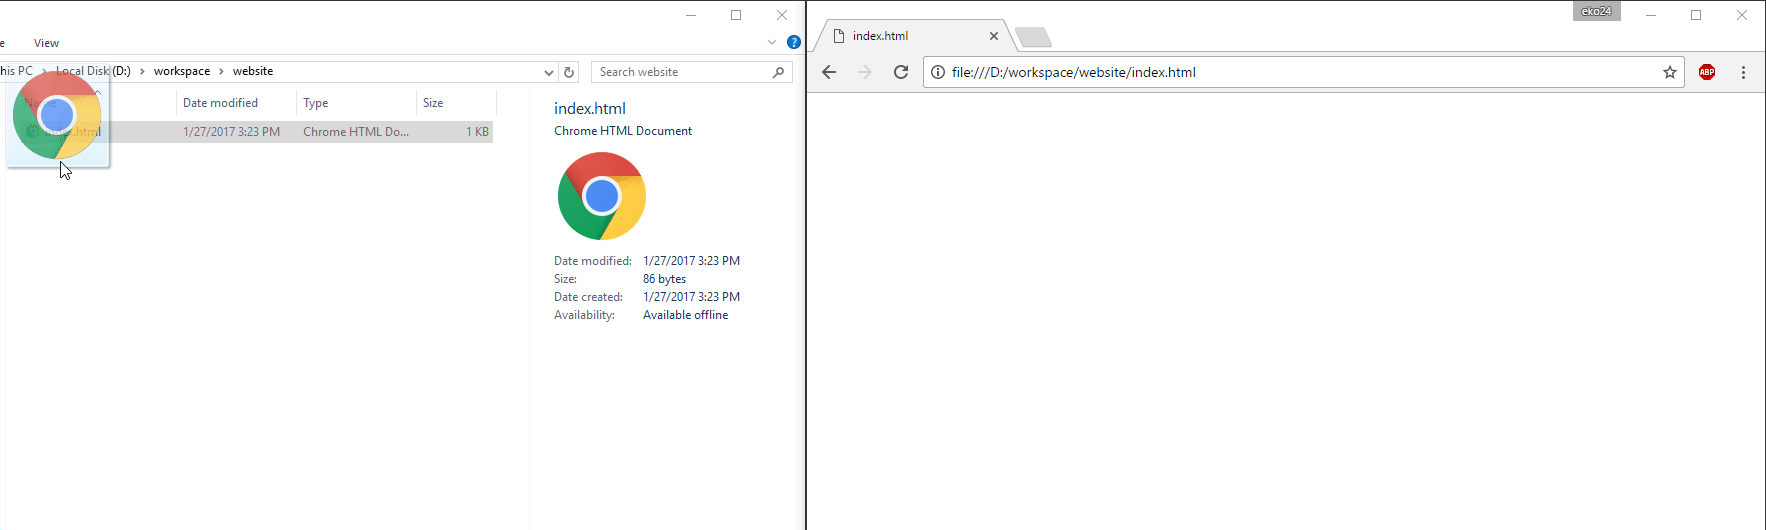 e View
his PC > Local Disk (D:) > workspace > website
Search website
Name Date modified Type Size
index.html 1/27/2017 3:23 PM Chrome HTML Do... 1 KB
index.html
Chrome HTML Document
Date modified: 1/27/2017 3:23 PM
Size: 86 bytes
Date created: 1/27/2017 3:23 PM
Availability: Available offline
eko24
index.html
file:///D:/workspace/website/index.html
ABP